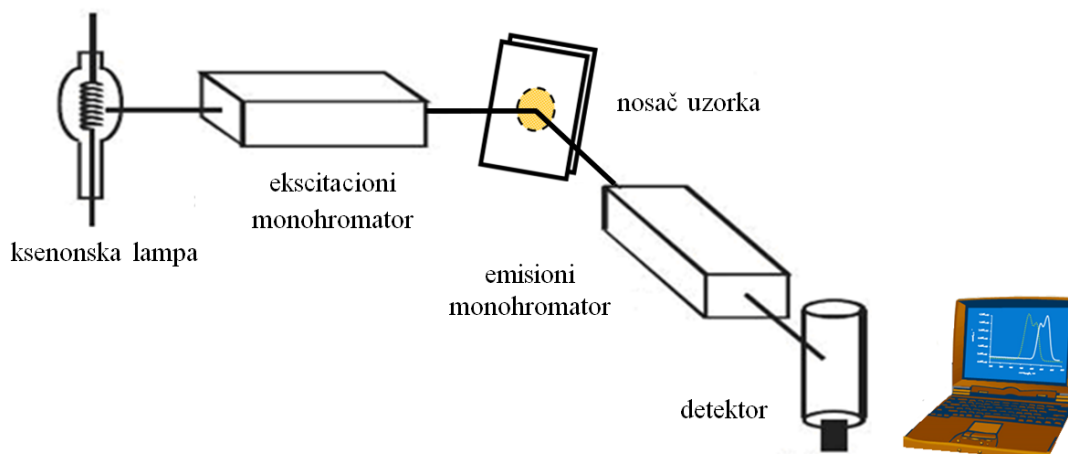 ksenonska lampa
ekscitacioni
monohromator
nosač uzorka
emisioni
monohromator
detektor